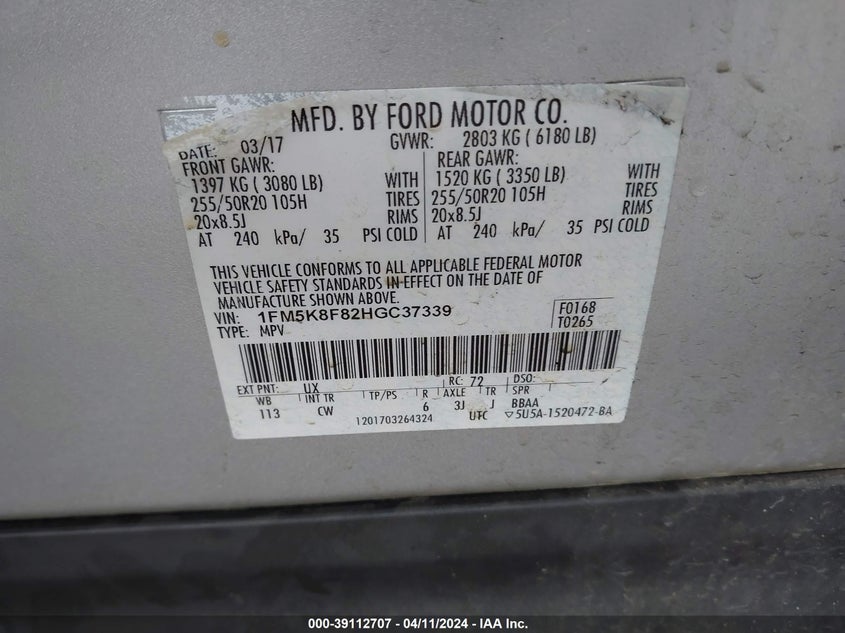 MFD. BY FORD MOTOR CO.
DATE: 03/17 GVWR: 2803 KG ( 6180 LB)
FRONT GAWR: REAR GAWR:
1397 KG ( 3080 LB) WITH 1520 KG ( 3350 LB) WITH
255/50R20 105H TIRES 255/50R20 105H TIRES
20x8.5J RIMS 20x8.5J RIMS
AT 240 kPa/ 35 PSI COLD AT 240 kPa/ 35 PSI COLD
THIS VEHICLE CONFORMS TO ALL APPLICABLE FEDERAL MOTOR
VEHICLE SAFETY STANDARDS IN EFFECT ON THE DATE OF
MANUFACTURE SHOWN ABOVE.
VIN: 1FM5K8F82HGC37339 F0168
TYPE: MPV T0265
EXT PNT: UX RC: 72 DSO:
WB INT TR TP/PS R AXLE TR SPR
113 CW 6 3J J BBAA
1201703264324 UTC ▽5U5A-1520472-BA
000-39112707 - 04/11/2024 - IAA Inc.